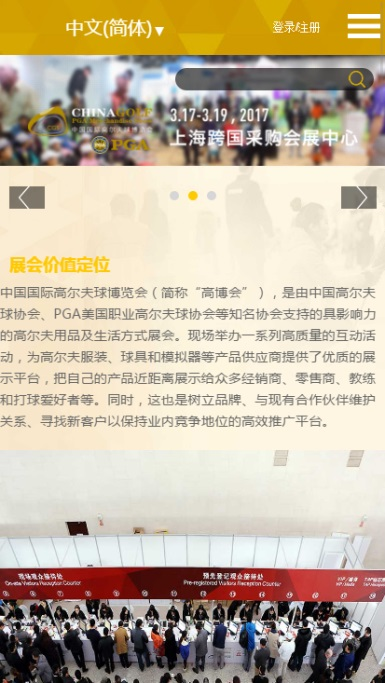 中文(简体)▼
登录/注册
CHINA GOLF
3.17-3.19 , 2017
中国国际高尔夫球博览会
PGA
上海跨国采购会展中心
展会价值定位
中国国际高尔夫球博览会（简称“高博会”），是由中国高尔夫
球协会、PGA美国职业高尔夫球协会等知名协会支持的具影响力
的高尔夫用品及生活方式展会。现场举办一系列高质量的互动活
动，为高尔夫服装、球具和模拟器等产品供应商提供了优质的展
示平台，把自己的产品近距离展示给众多经销商、零售商、教练
和打球爱好者等。同时，这也是树立品牌、与现有合作伙伴维护
关系、寻找新客户以保持业内竞争地位的高效推广平台。
现场观众登记处
On-site Visitors Reception Counter
预先登记观众接待处
Pre-registered Visitors Reception Counter